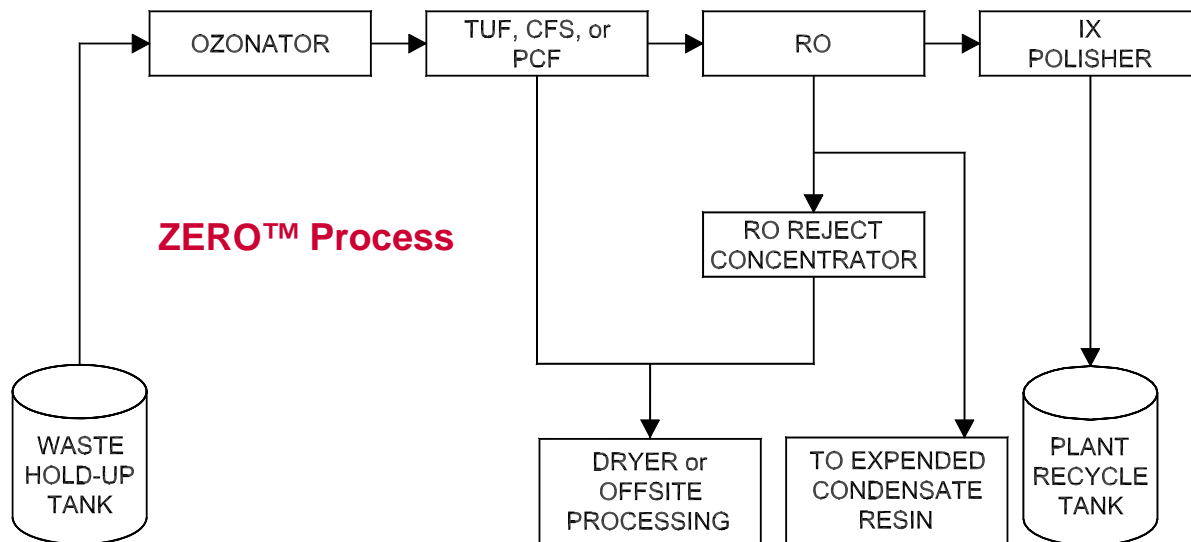 OZONATOR
TUF, CFS, or
PCF
RO
IX
POLISHER
ZERO™ Process
RO REJECT
CONCENTRATOR
WASTE
HOLD-UP
TANK
DRYER or
OFFSITE
PROCESSING
TO EXPENDED
CONDENSATE
RESIN
PLANT
RECYCLE
TANK